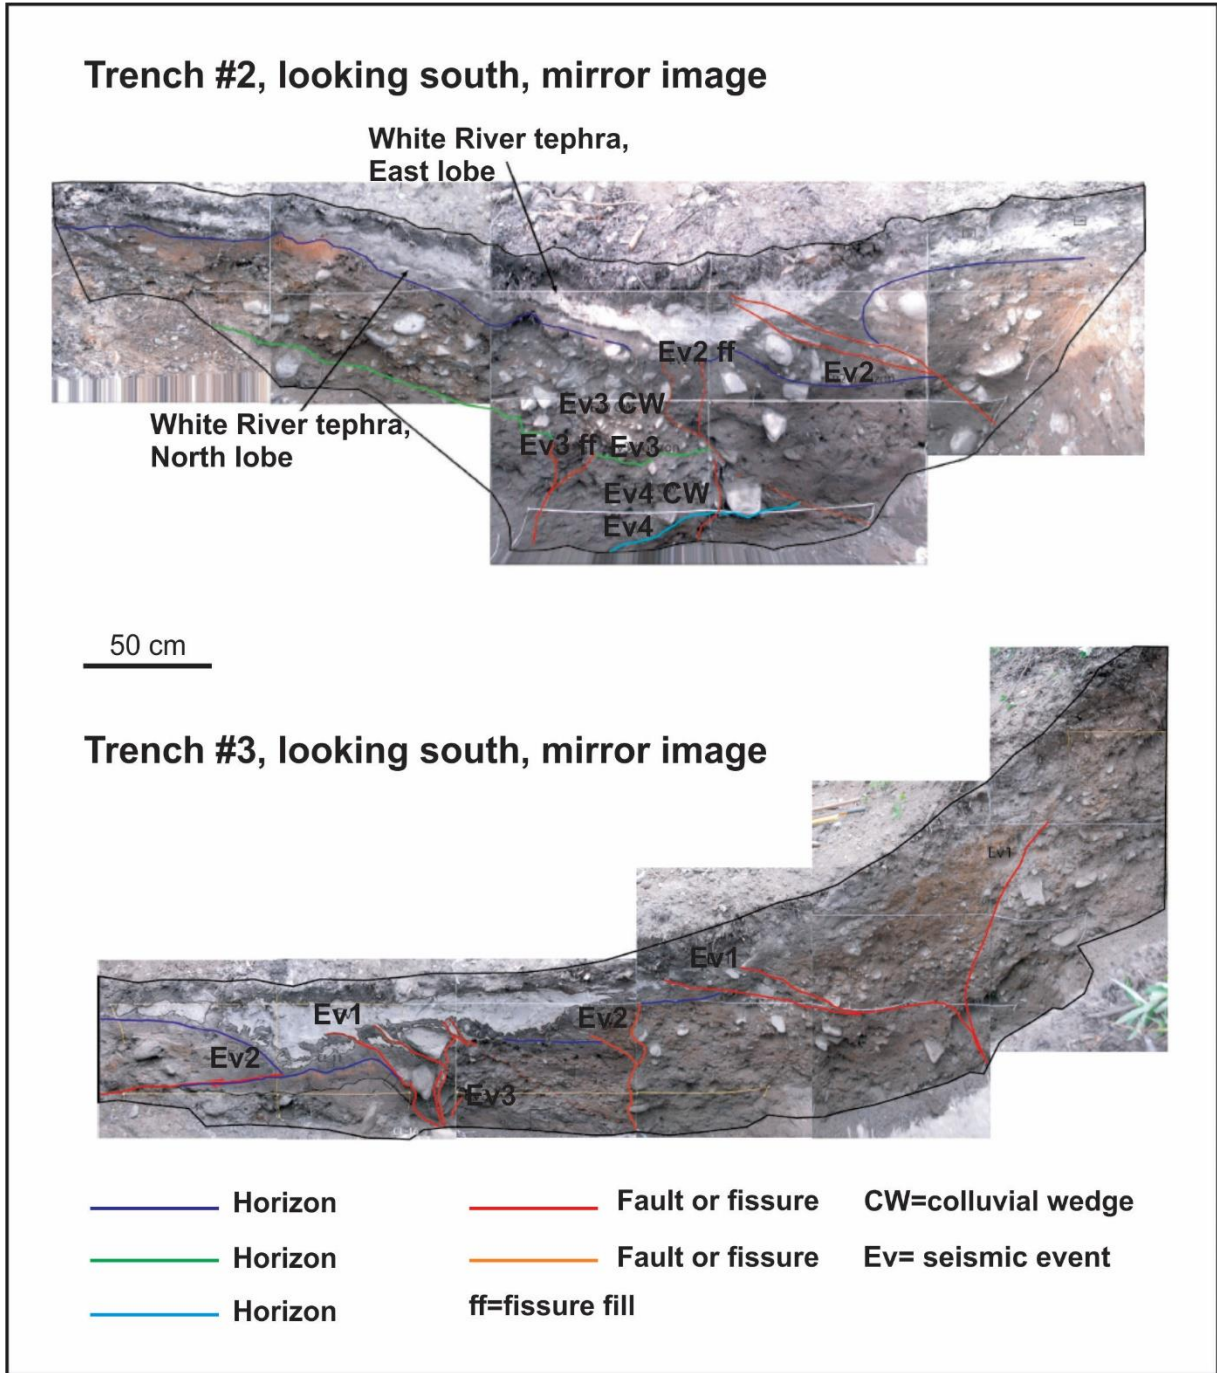 Trench #2, looking south, mirror image
White River tephra,
East lobe
Ev2 ff
Ev2
Ev3 CW
White River tephra,
North lobe
Ev3 ff
Ev3
Ev4 CW
Ev4
50 cm
Trench #3, looking south, mirror image
Ev1
Ev1
Ev1
Ev2
Ev2
Ev3
Horizon
Fault or fissure
CW=colluvial wedge
Horizon
Fault or fissure
Ev= seismic event
Horizon
ff=fissure fill